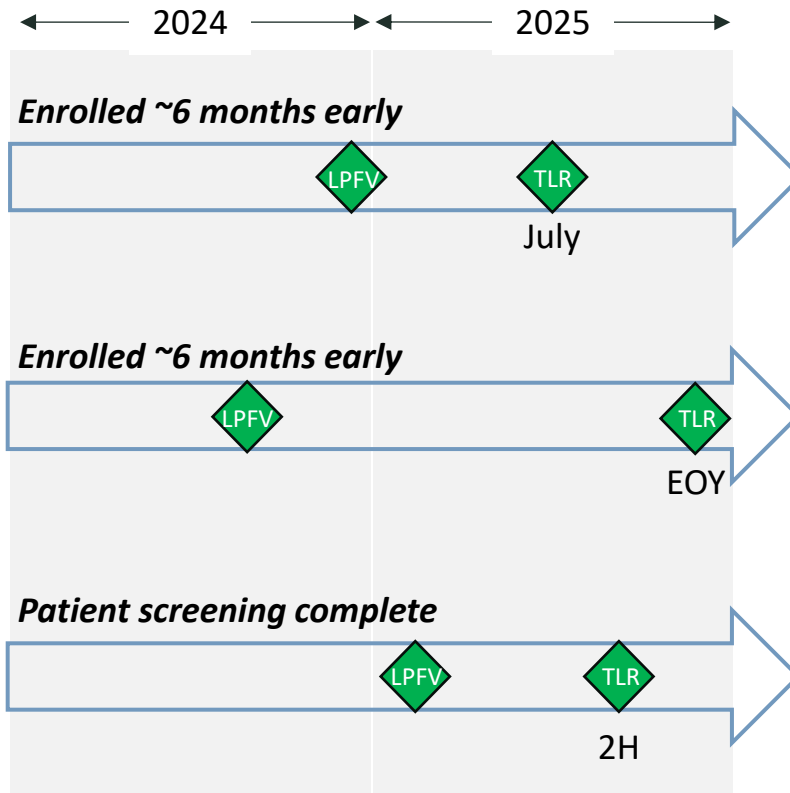 2024 2025
Enrolled ~6 months early
LPFV TLR
July
Enrolled ~6 months early
LPFV TLR
EOY
Patient screening complete
LPFV TLR
2H